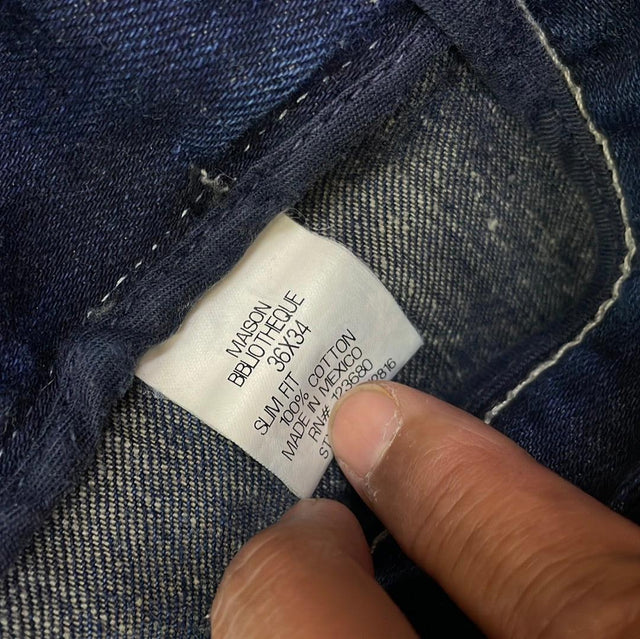 MAISON
BIBLIOTHEQUE
36X34
SLIM FIT
100% COTTON
MADE IN MEXICO
RN# 123680